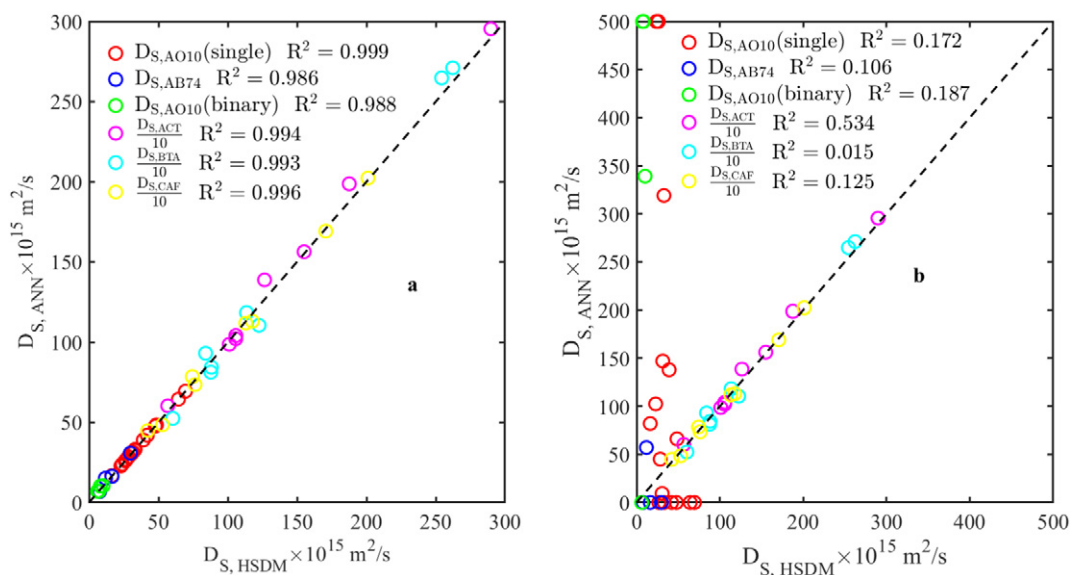 300
250
200
150
100
50
0
D_S, ANN × 10^15 m^2/s
D_S,AO10(single) R^2 = 0.999
D_S,AB74 R^2 = 0.986
D_S,AO10(binary) R^2 = 0.988
D_S,ACT/10 R^2 = 0.994
D_S,BTA/10 R^2 = 0.993
D_S,CAF/10 R^2 = 0.996
a
0 50 100 150 200 250 300
D_S, HSDM × 10^15 m^2/s
500
450
400
350
300
250
200
150
100
50
0
D_S, ANN × 10^15 m^2/s
D_S,AO10(single) R^2 = 0.172
D_S,AB74 R^2 = 0.106
D_S,AO10(binary) R^2 = 0.187
D_S,ACT/10 R^2 = 0.534
D_S,BTA/10 R^2 = 0.015
D_S,CAF/10 R^2 = 0.125
b
0 100 200 300 400 500
D_S, HSDM × 10^15 m^2/s